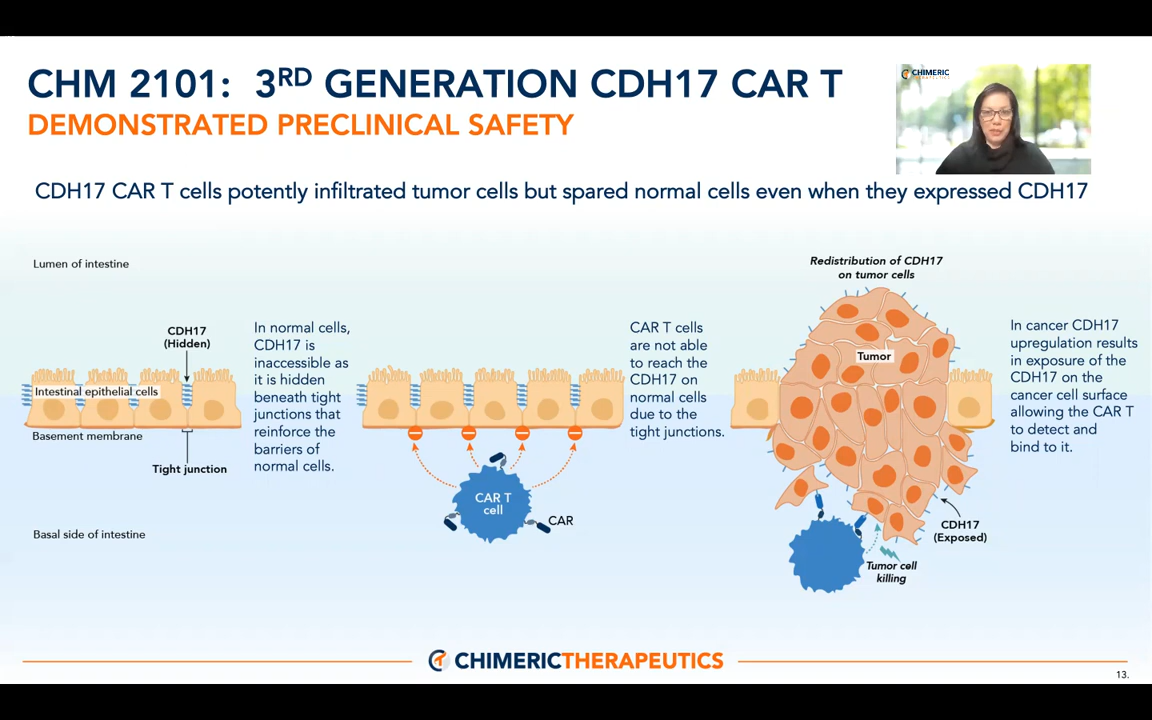 CHM 2101: 3RD GENERATION CDH17 CAR T
DEMONSTRATED PRECLINICAL SAFETY
CHIMERIC
THERAPEUTICS
CDH17 CAR T cells potently infiltrated tumor cells but spared normal cells even when they expressed CDH17
Lumen of intestine
CDH17
(Hidden)
Intestinal epithelial cells
Basement membrane
Tight junction
Basal side of intestine
In normal cells,
CDH17 is
inaccessible as
it is hidden
beneath tight
junctions that
reinforce the
barriers of
normal cells.
CAR T
cell
CAR
CAR T cells
are not able
to reach the
CDH17 on
normal cells
due to the
tight junctions.
Redistribution of CDH17
on tumor cells
Tumor
CDH17
(Exposed)
Tumor cell
killing
In cancer CDH17
upregulation results
in exposure of the
CDH17 on the
cancer cell surface
allowing the CAR T
to detect and
bind to it.
CHIMERICTHERAPEUTICS
13.